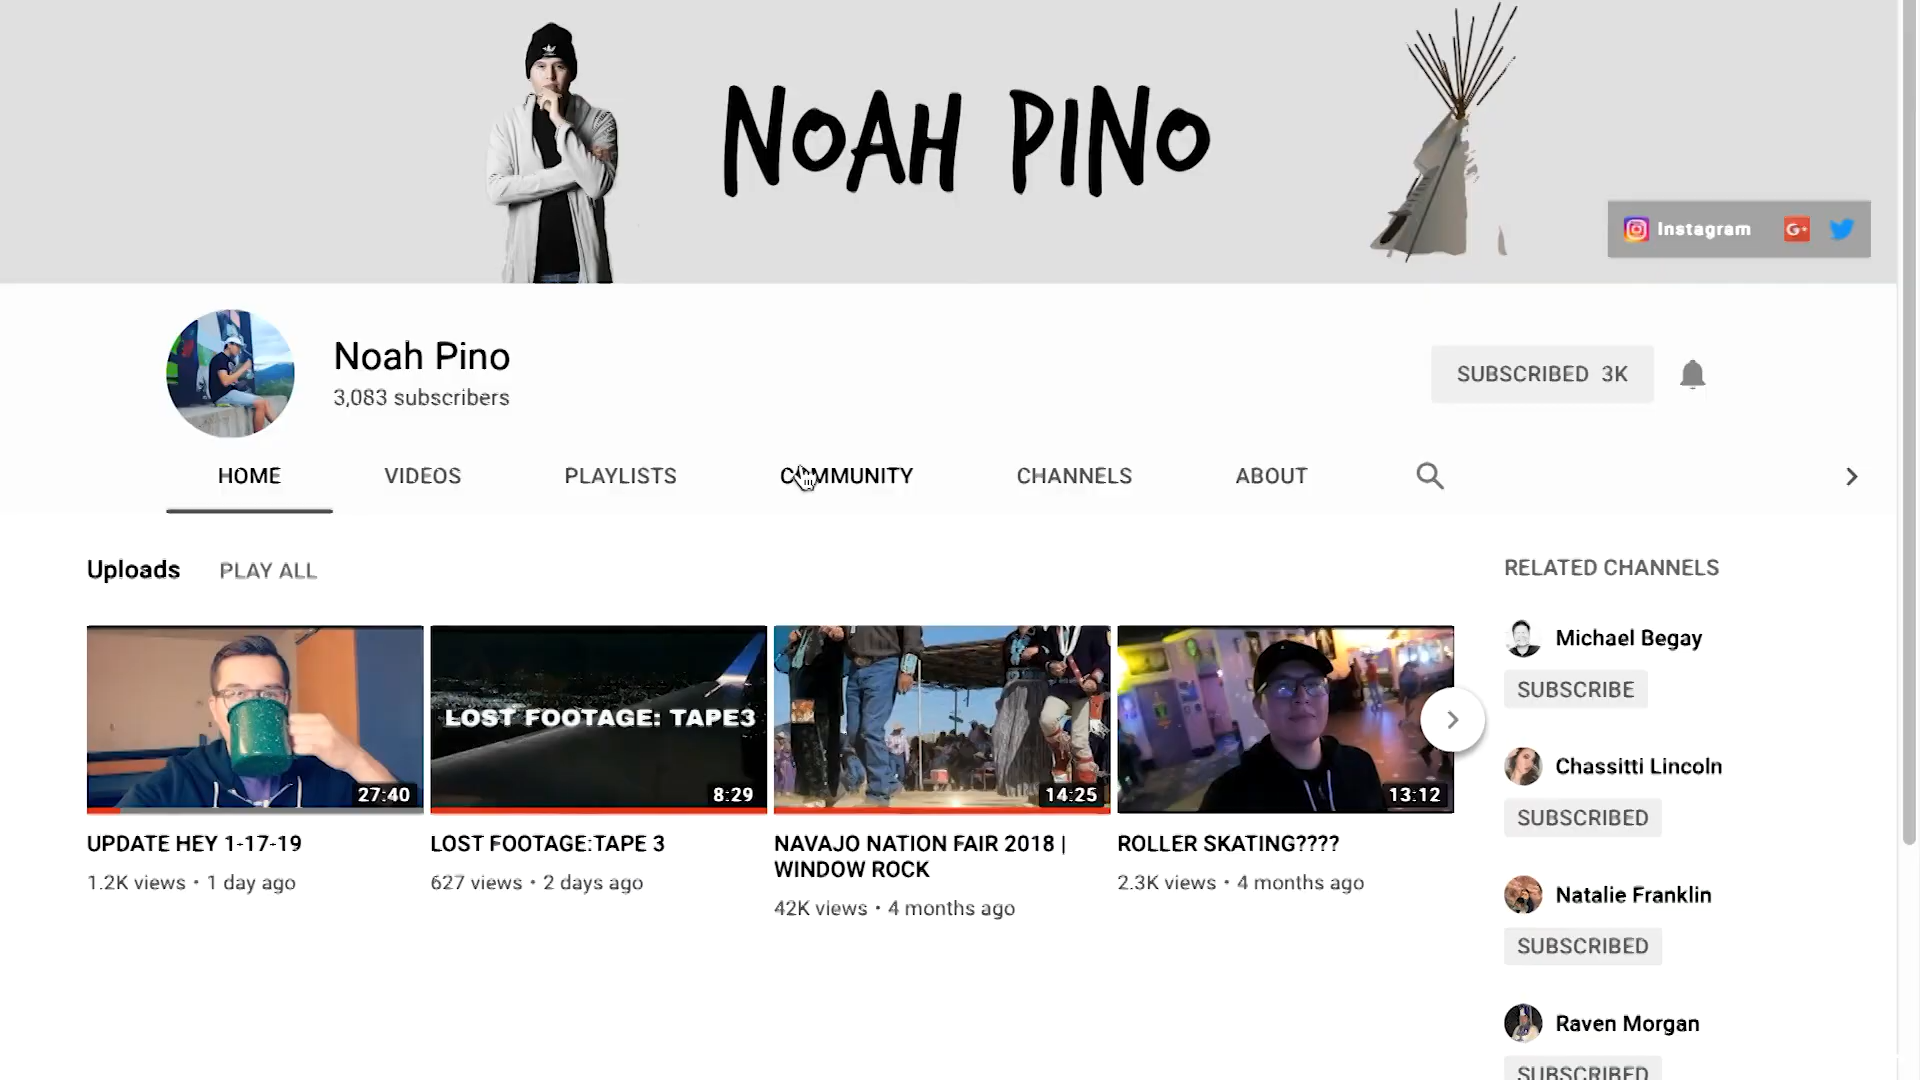 NOAH PINO
Instagram
Noah Pino
3,083 subscribers
SUBSCRIBED 3K
HOME VIDEOS PLAYLISTS COMMUNITY CHANNELS ABOUT
Uploads PLAY ALL
LOST FOOTAGE: TAPE3
27:40
8:29
14:25
13:12
UPDATE HEY 1-17-19
1.2K views • 1 day ago
LOST FOOTAGE:TAPE 3
627 views • 2 days ago
NAVAJO NATION FAIR 2018 |
WINDOW ROCK
42K views • 4 months ago
ROLLER SKATING????
2.3K views • 4 months ago
RELATED CHANNELS
Michael Begay
SUBSCRIBE
Chassitti Lincoln
SUBSCRIBED
Natalie Franklin
SUBSCRIBED
Raven Morgan
SUBSCRIBED